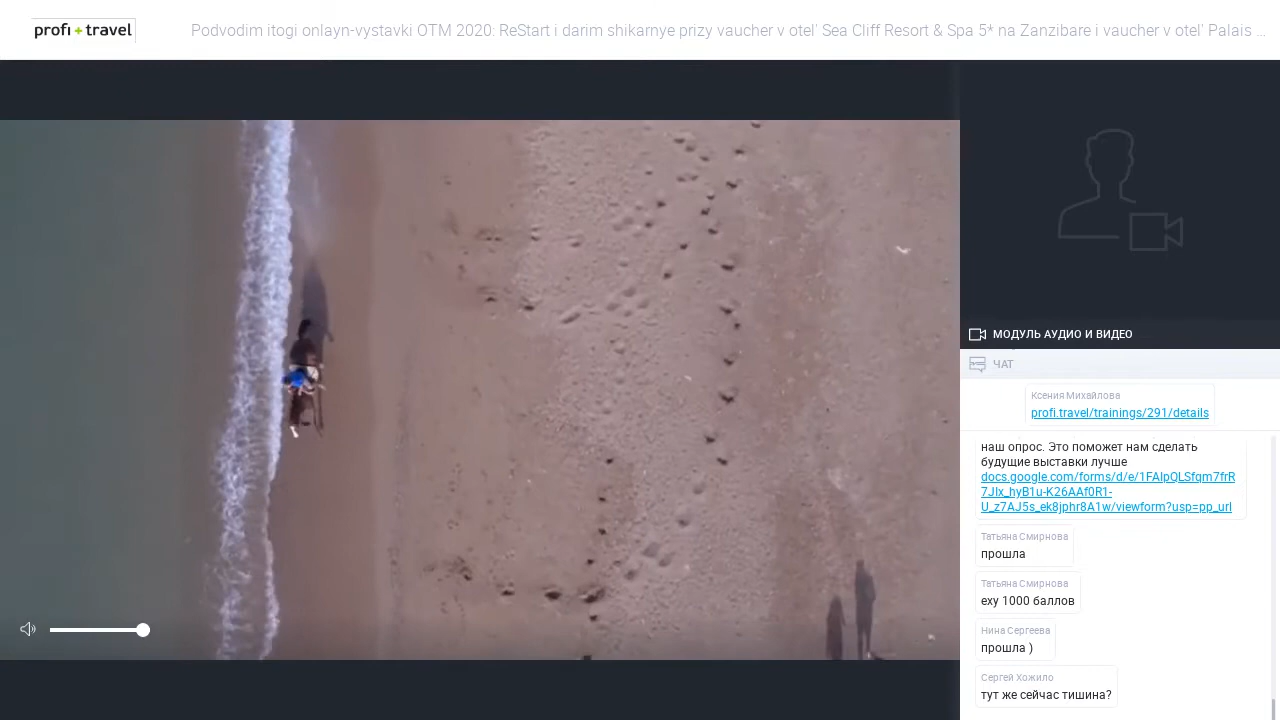 profi + travel
Podvodim itogi onlayn-vystavki OTM 2020: ReStart i darim shikarnye prizy vaucher v otel' Sea Cliff Resort & Spa 5* na Zanzibare i vaucher v otel' Palais ...
МОДУЛЬ АУДИО И ВИДЕО
ЧАТ
Ксения Михайлова
profi.travel/trainings/291/details
наш опрос. Это поможет нам сделать
будущие выставки лучше
docs.google.com/forms/d/e/1FAIpQLSfqm7frR
7JIx_hyB1u-K26AAf0R1-
U_z7AJ5s_ek8jphr8A1w/viewform?usp=pp_url
Татьяна Смирнова
прошла
Татьяна Смирнова
еху 1000 баллов
Нина Сергеева
прошла )
Сергей Хожило
тут же сейчас тишина?